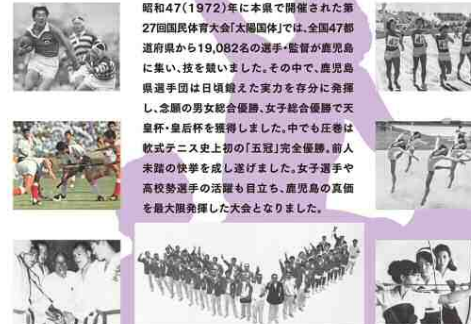 昭和47(1972)年に本県で開催された第
27回国民体育大会「太陽国体」では、全国47都
道府県から19,082名の選手・監督が鹿児島
に集い、技を競いました。その中で、鹿児島
県選手団は日頃鍛えた実力を存分に発揮
し、念願の男女総合優勝、女子総合優勝で天
皇杯・皇后杯を獲得しました。中でも圧巻は
軟式テニス史上初の「五冠」完全優勝。前人
未踏の快挙を成し遂げました。女子選手や
高校勢選手の活躍も目立ち、鹿児島の真価
を最大限発揮した大会となりました。